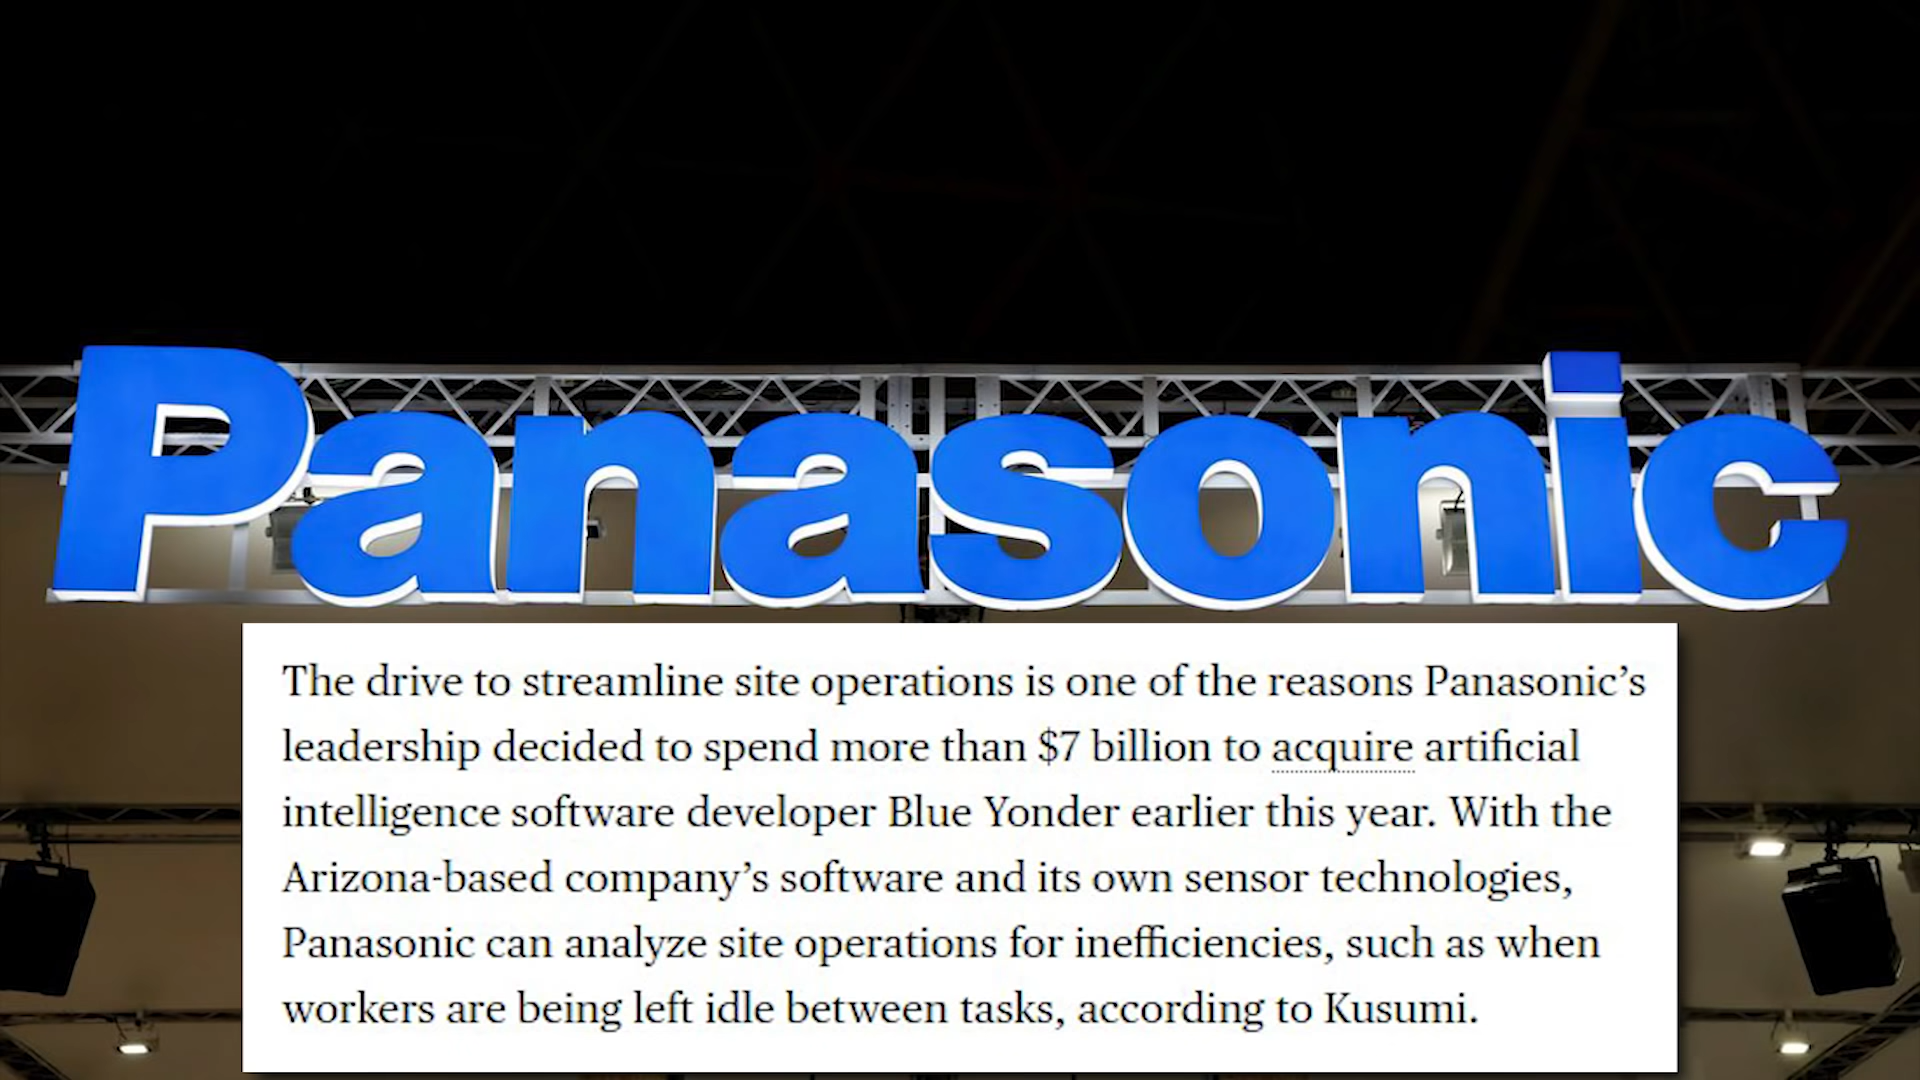 Panasonic
The drive to streamline site operations is one of the reasons Panasonic’s
leadership decided to spend more than $7 billion to acquire artificial
intelligence software developer Blue Yonder earlier this year. With the
Arizona-based company’s software and its own sensor technologies,
Panasonic can analyze site operations for inefficiencies, such as when
workers are being left idle between tasks, according to Kusumi.